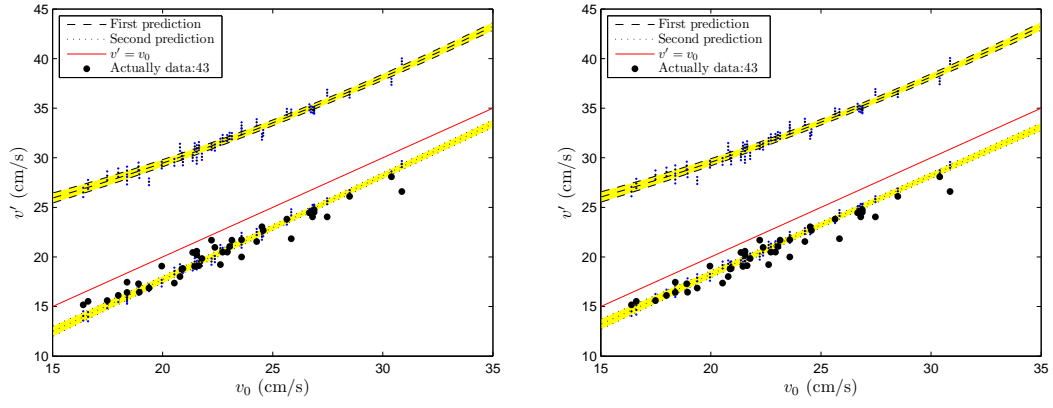 45
40
35
30
25
20
15
10
v′ (cm/s)
First prediction
Second prediction
v′ = v₀
Actually data:43
15
20
25
30
35
v₀ (cm/s)
45
40
35
30
25
20
15
10
v′ (cm/s)
First prediction
Second prediction
v′ = v₀
Actually data:43
15
20
25
30
35
v₀ (cm/s)